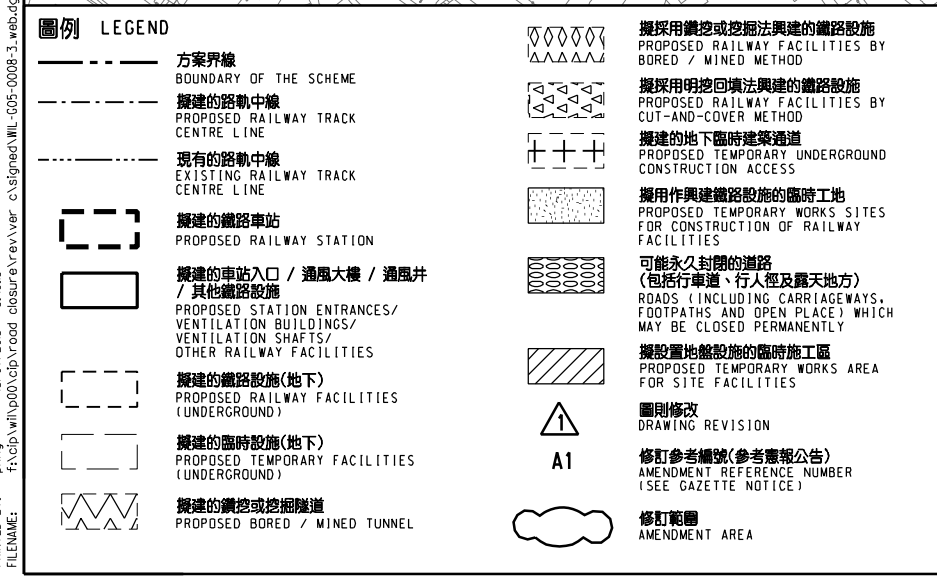 圖例 LEGEND
方案界線
BOUNDARY OF THE SCHEME
擬建的路軌中線
PROPOSED RAILWAY TRACK
CENTRE LINE
現有的路軌中線
EXISTING RAILWAY TRACK
CENTRE LINE
擬建的鐵路車站
PROPOSED RAILWAY STATION
擬建的車站入口 / 通風大樓 / 通風井
/ 其他鐵路設施
PROPOSED STATION ENTRANCES/
VENTILATION BUILDINGS/
VENTILATION SHAFTS/
OTHER RAILWAY FACILITIES
擬建的鐵路設施(地下)
PROPOSED RAILWAY FACILITIES
(UNDERGROUND)
擬建的臨時設施(地下)
PROPOSED TEMPORARY FACILITIES
(UNDERGROUND)
擬建的鑽挖或挖掘隧道
PROPOSED BORED / MINED TUNNEL
擬採用鑽挖或挖掘法興建的鐵路設施
PROPOSED RAILWAY FACILITIES BY
BORED / MINED METHOD
擬採用明挖回填法興建的鐵路設施
PROPOSED RAILWAY FACILITIES BY
CUT-AND-COVER METHOD
擬建的地下臨時建築通道
PROPOSED TEMPORARY UNDERGROUND
CONSTRUCTION ACCESS
擬用作興建鐵路設施的臨時工地
PROPOSED TEMPORARY WORKS SITES
FOR CONSTRUCTION OF RAILWAY
FACILITIES
可能永久封閉的道路
(包括行車道、行人徑及露天地方)
ROADS (INCLUDING CARRIAGEWAYS,
FOOTPATHS AND OPEN PLACE) WHICH
MAY BE CLOSED PERMANENTLY
擬設置地盤設施的臨時施工區
PROPOSED TEMPORARY WORKS AREA
FOR SITE FACILITIES
1
圖則修改
DRAWING REVISION
A1
修訂參考編號(參考憲報公告)
AMENDMENT REFERENCE NUMBER
(SEE GAZETTE NOTICE)
修訂範圍
AMENDMENT AREA
FILENAME: f:\cip\wil\p00\cip\road closure\rev\ver c\signed\WIL-G05-0008-3_web.dg